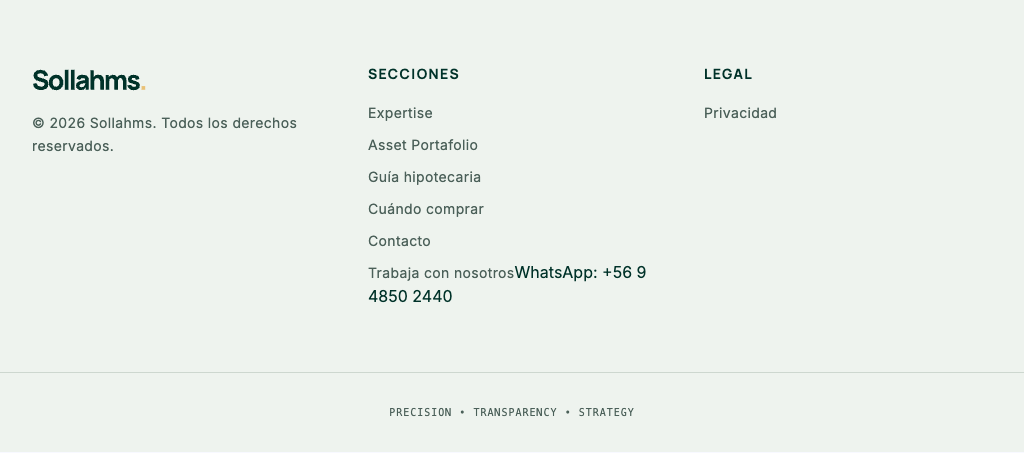 Sollahms.
© 2026 Sollahms. Todos los derechos
reservados.
SECCIONES
Expertise
Asset Portafolio
Guía hipotecaria
Cuándo comprar
Contacto
Trabaja con nosotrosWhatsApp: +56 9
4850 2440
LEGAL
Privacidad
PRECISION • TRANSPARENCY • STRATEGY